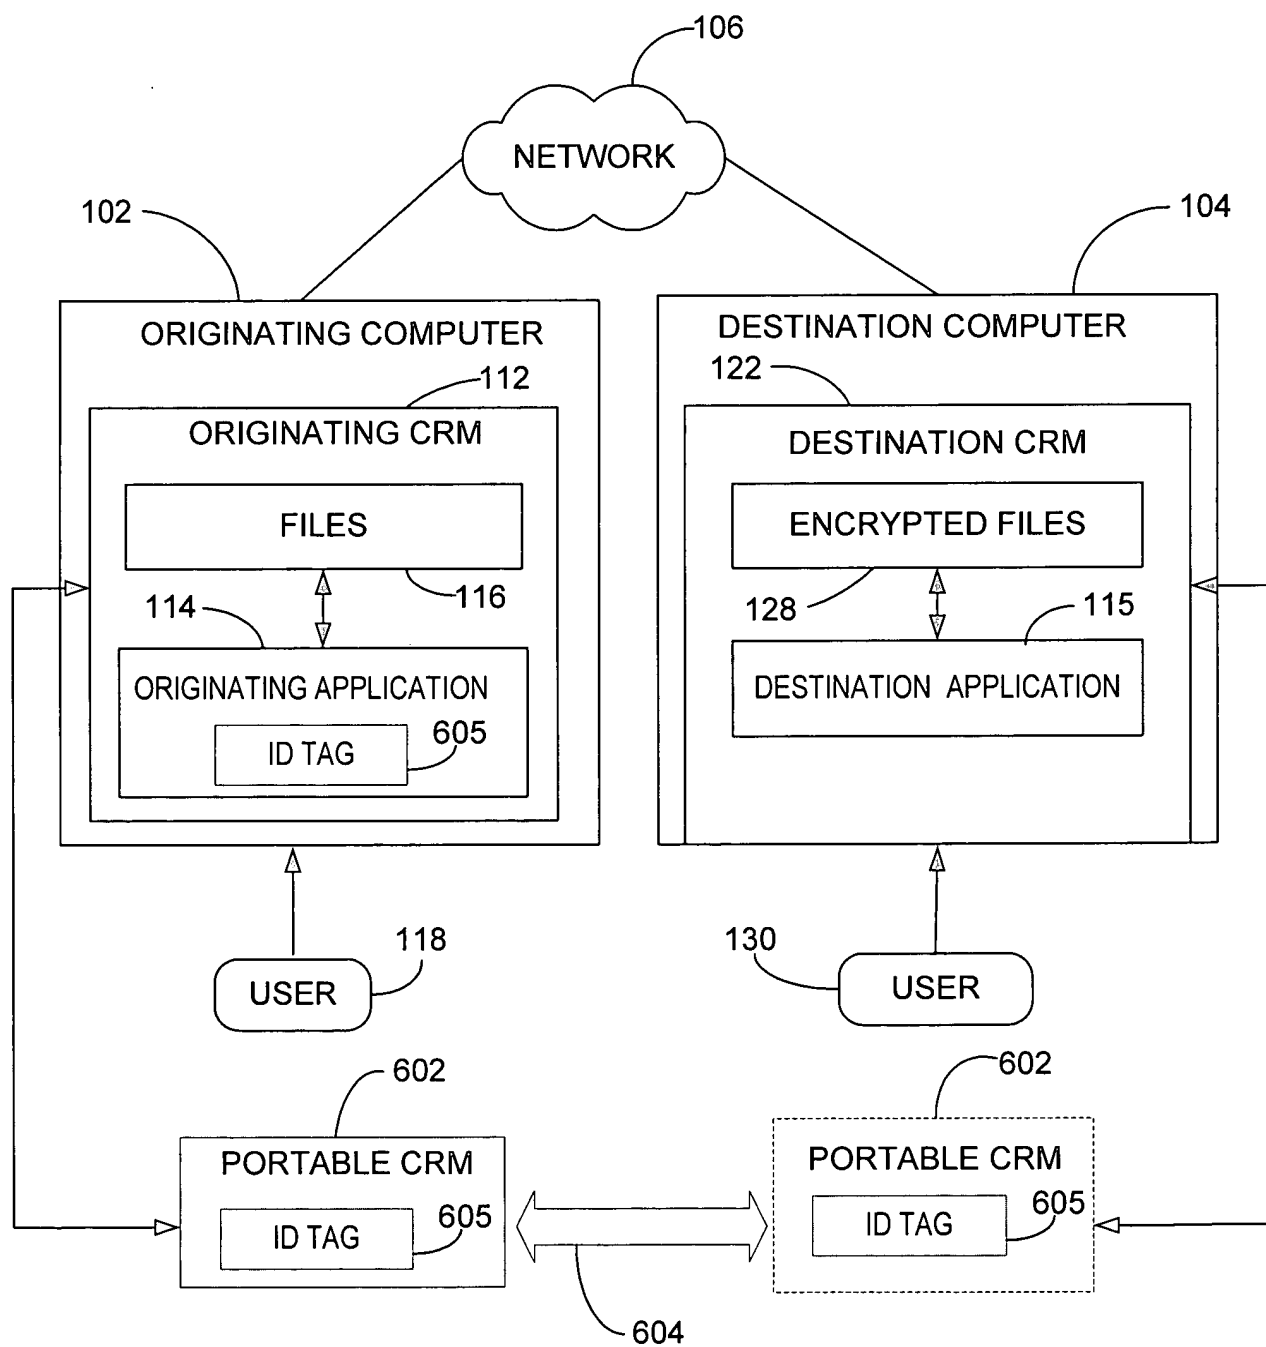 106
NETWORK
102
104
ORIGINATING COMPUTER
DESTINATION COMPUTER
112
122
ORIGINATING CRM
DESTINATION CRM
FILES
ENCRYPTED FILES
114
116
128
115
ORIGINATING APPLICATION
DESTINATION APPLICATION
ID TAG
605
118
130
USER
USER
602
602
PORTABLE CRM
PORTABLE CRM
ID TAG
605
ID TAG
605
604